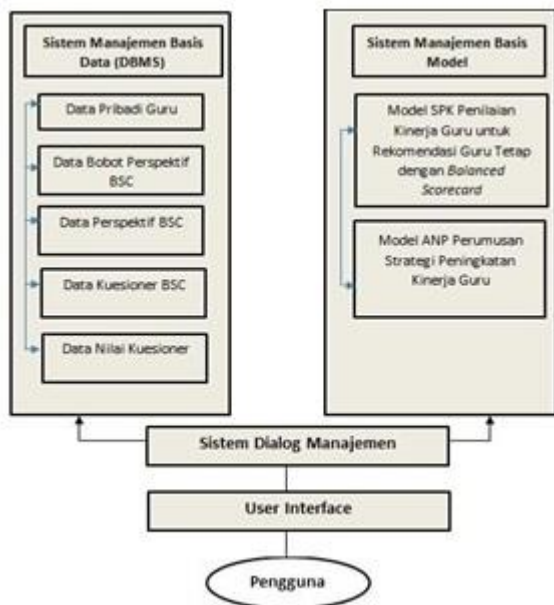 Sistem Manajemen Basis
Data (DBMS)
Data Pribadi Guru
Data Bobot Perspektif
BSC
Data Perspektif BSC
Data Kuesioner BSC
Data Nilai Kuesioner
Sistem Manajemen Basis
Model
Model SPK Penilaian
Kinerja Guru untuk
Rekomendasi Guru Tetap
dengan Balanced
Scorecard
Model ANP Perumusan
Strategi Peningkatan
Kinerja Guru
Sistem Dialog Manajemen
User Interface
Pengguna